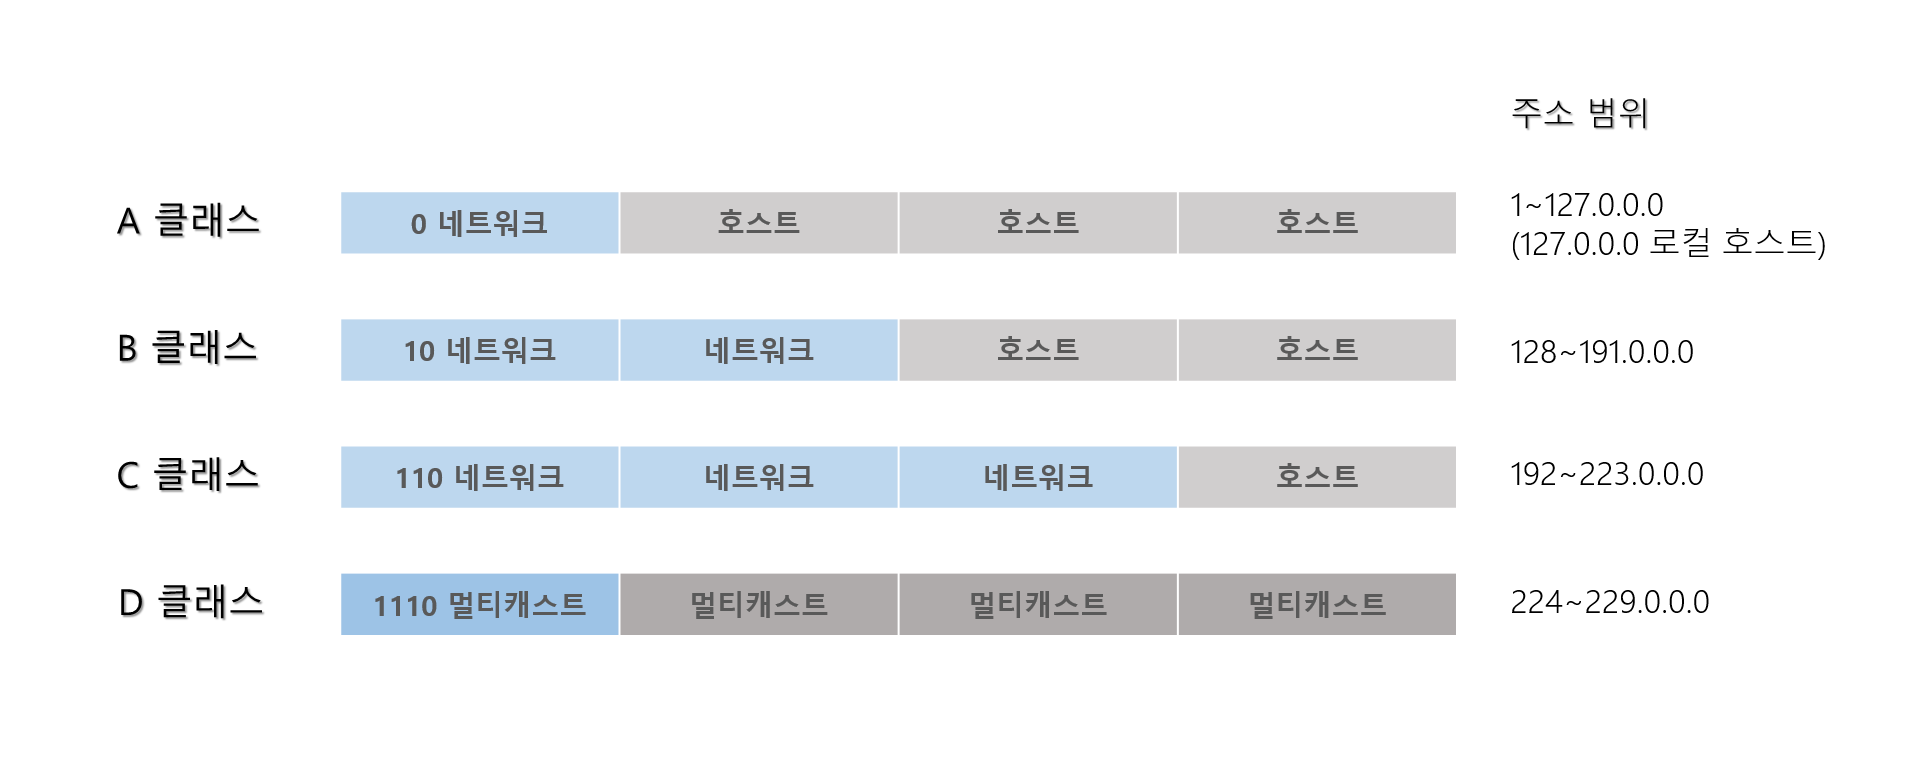 주소 범위
A 클래스
0 네트워크
호스트
호스트
호스트
1~127.0.0.0
(127.0.0.0 로컬 호스트)
B 클래스
10 네트워크
네트워크
호스트
호스트
128~191.0.0.0
C 클래스
110 네트워크
네트워크
네트워크
호스트
192~223.0.0.0
D 클래스
1110 멀티캐스트
멀티캐스트
멀티캐스트
멀티캐스트
224~229.0.0.0